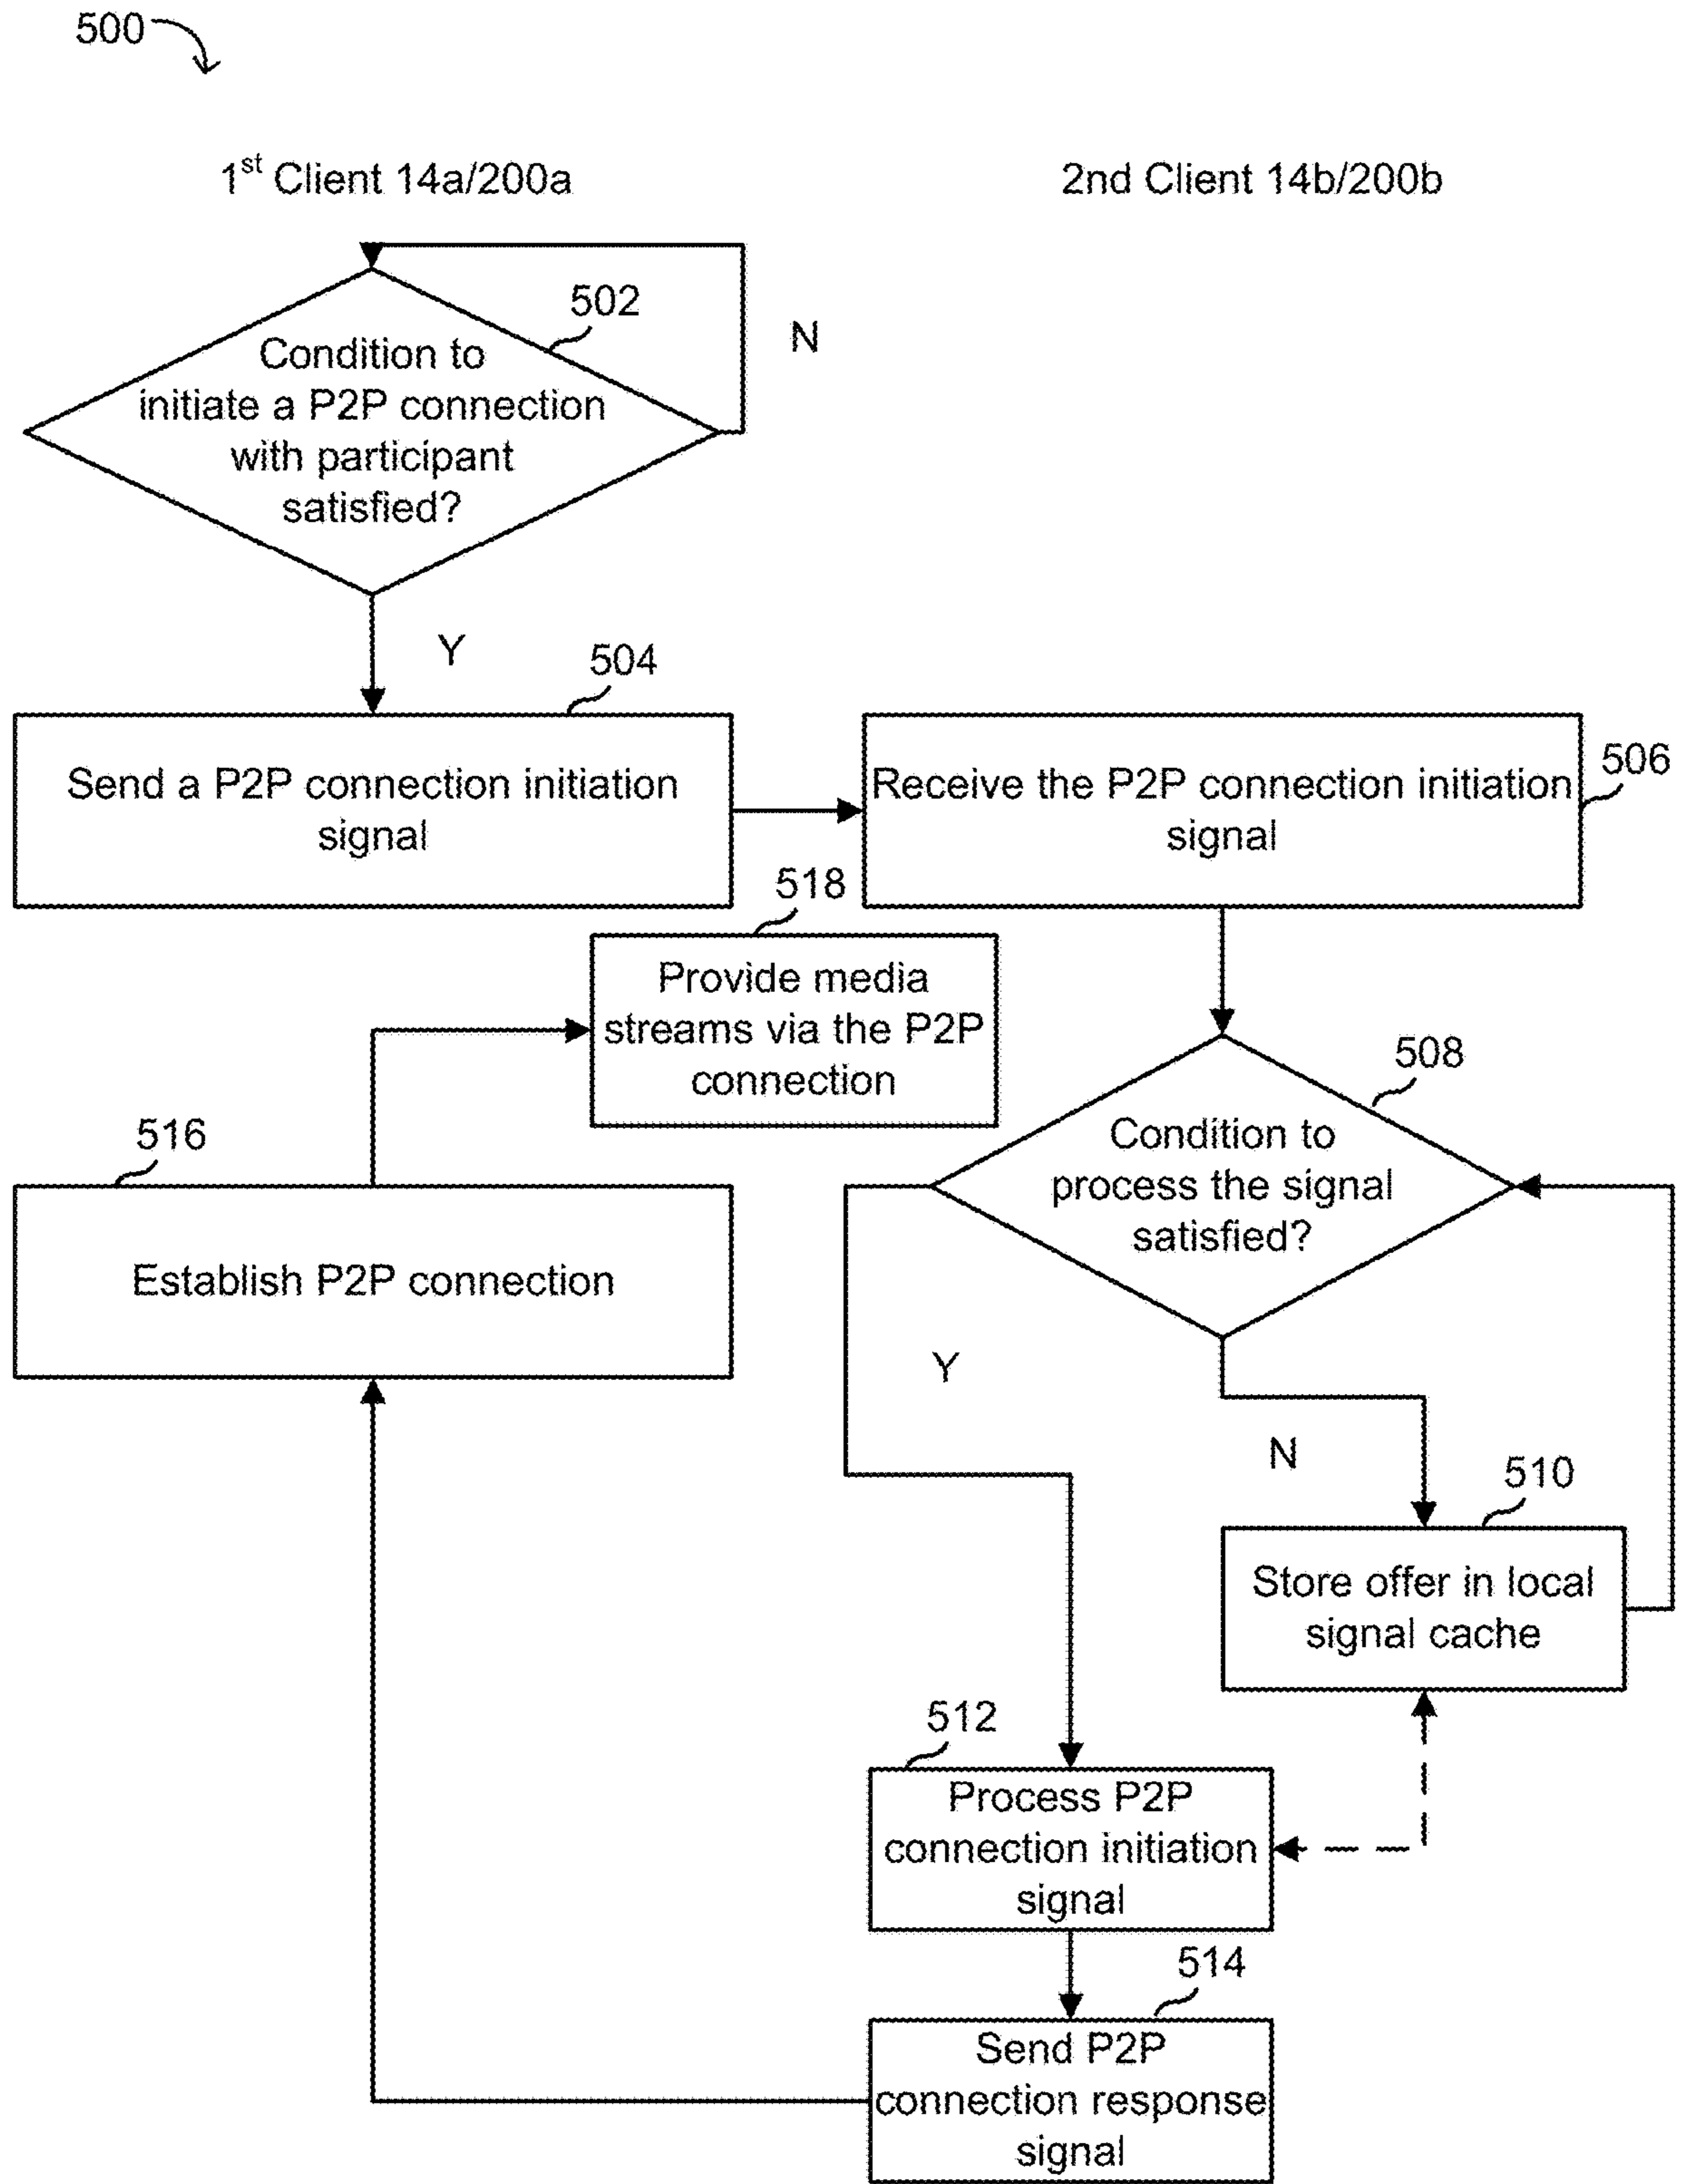 500
1st Client 14a/200a
2nd Client 14b/200b
502
Condition to
initiate a P2P connection
with participant
satisfied?
N
Y
504
Send a P2P connection initiation
signal
506
Receive the P2P connection initiation
signal
518
Provide media
streams via the P2P
connection
508
Condition to
process the signal
satisfied?
516
Establish P2P connection
Y
N
510
Store offer in local
signal cache
512
Process P2P
connection initiation
signal
514
Send P2P
connection response
signal